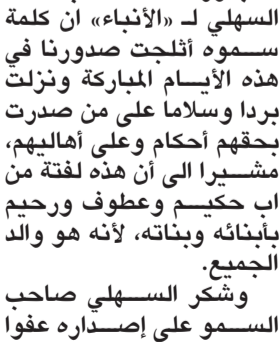 السهلي لـ «الأنباء» ان كلمة
سموه أثلجت صدورنا في
هذه الأيام المباركة ونزلت
بردا وسلاما على من صدرت
بحقهم أحكام وعلى أهاليهم،
مشيرا الى أن هذه لفتة من
اب حكيم وعطوف ورحيم
بأبنائه وبناته، لأنه هو والد
الجميع.
وشكر السهلي صاحب
السمو على إصداره عفوا